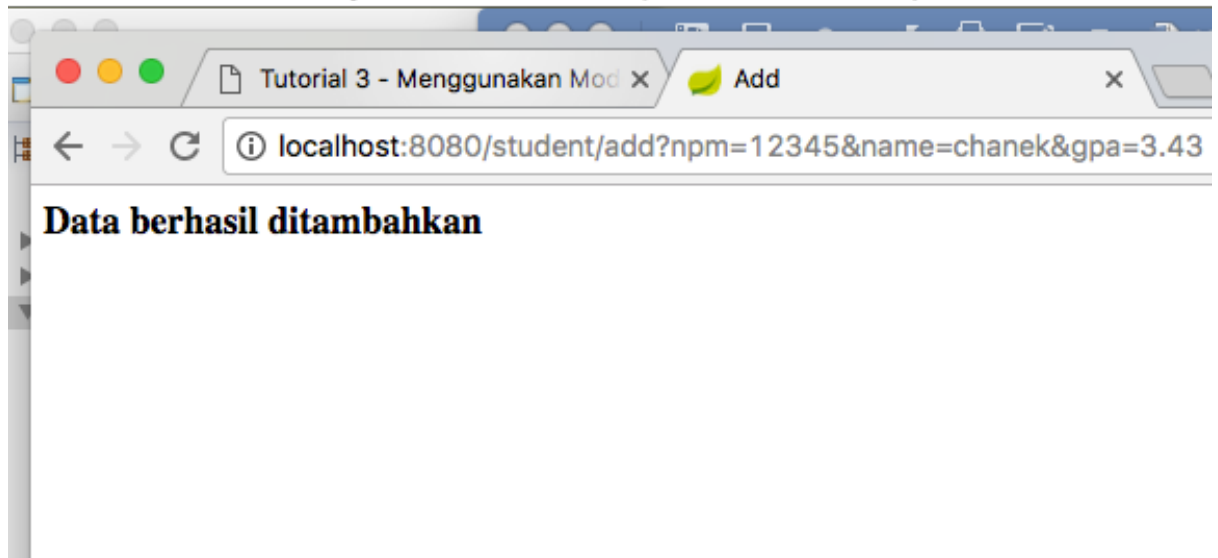 Tutorial 3 - Menggunakan Mod
Add
localhost:8080/student/add?npm=12345&name=chanek&gpa=3.43
Data berhasil ditambahkan